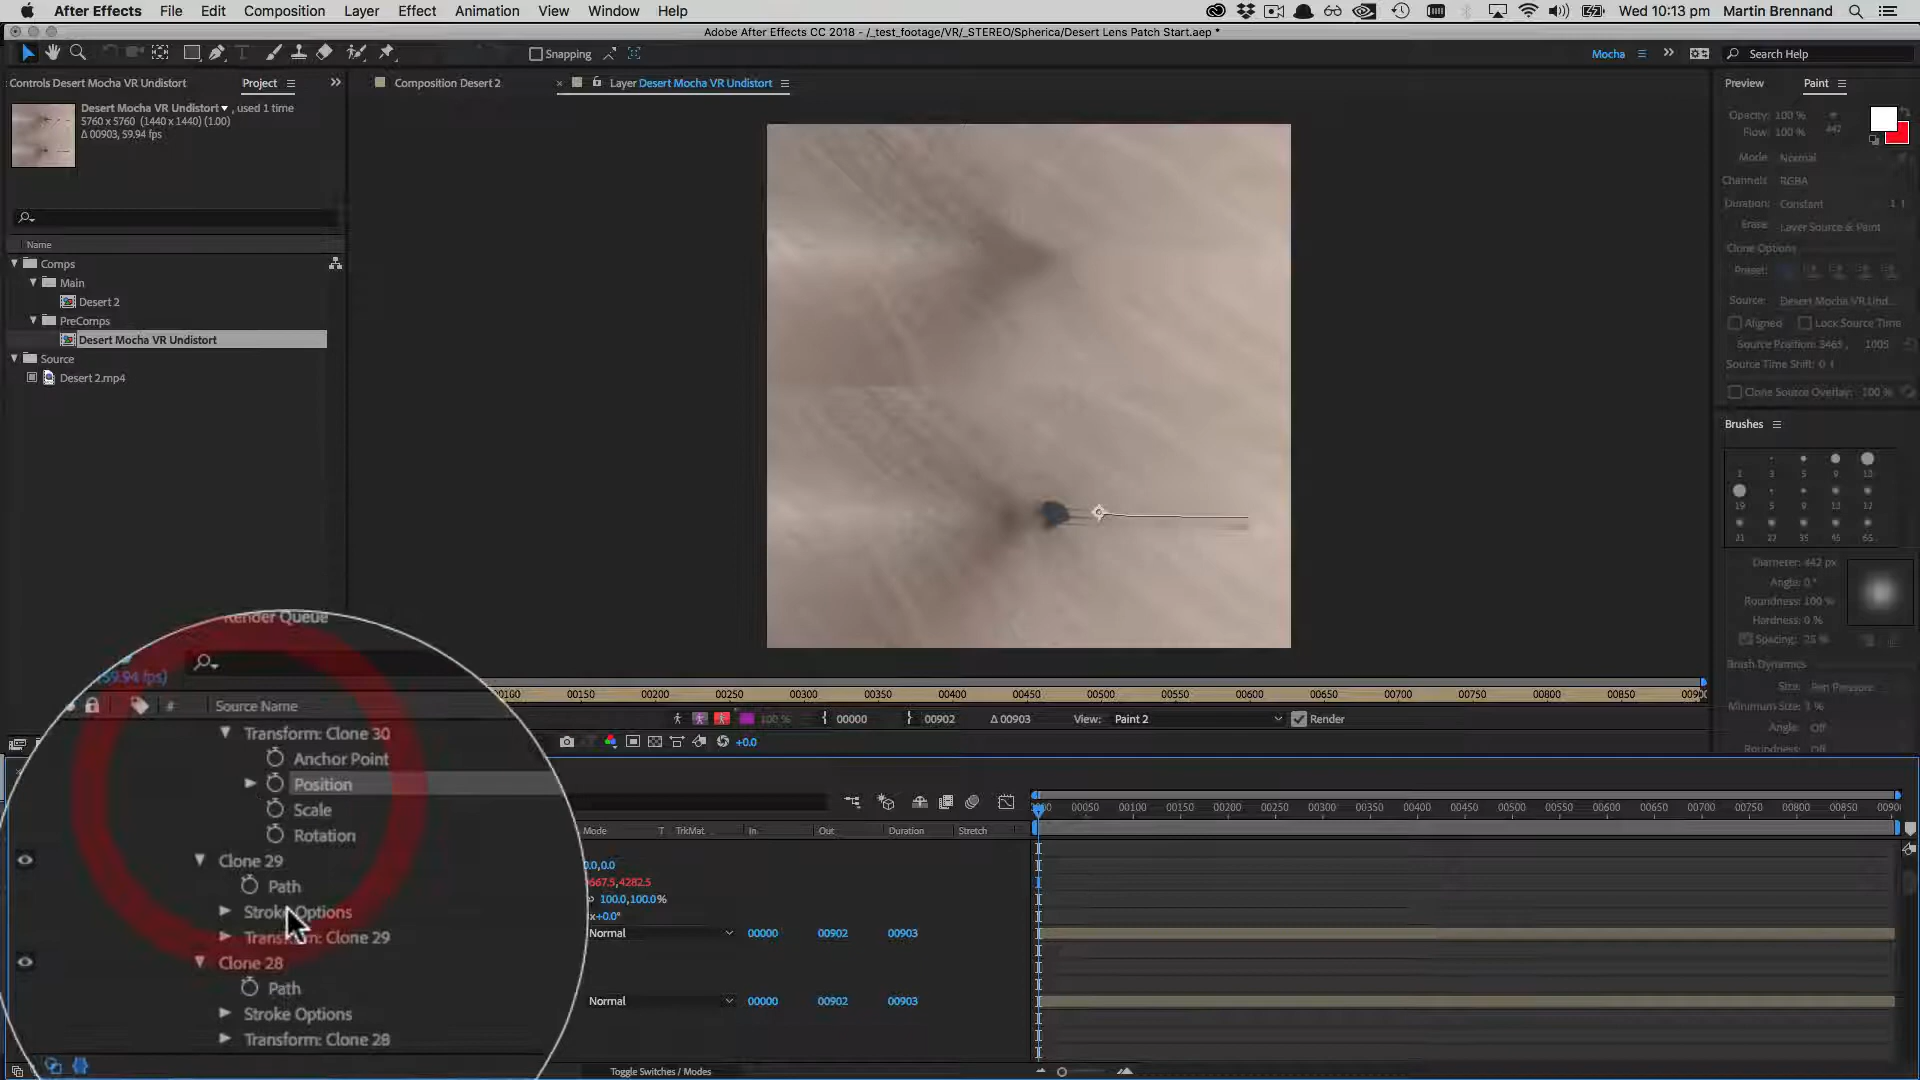 After Effects File Edit Composition Layer Effect Animation View Window Help Wed 10:13 pm Martin Brennand
Adobe After Effects CC 2018 - /_test_footage/VR/_STEREO/Spherica/Desert Lens Patch Start.aep *
Snapping Mocha Search Help
Controls Desert Mocha VR Undistort Project Composition Desert 2 Layer Desert Mocha VR Undistort Preview Paint
Desert Mocha VR Undistort , used 1 time
5760 x 5760 (1440 x 1440) (1.00)
Δ 00903, 59.94 fps
Opacity: 100 %
Flow: 100 %
442
Mode: Normal
Channels: RGBA
Duration: Constant
Erase: Layer Source & Paint
Clone Options
Preset:
Source: Desert Mocha VR Und...
Aligned Lock Source Time
Source Position: 3465, 1005
Source Time Shift: 0 f
Clone Source Overlay: 100 %
Name
Comps
Main
Desert 2
PreComps
Desert Mocha VR Undistort
Source
Desert 2.mp4
Brushes
1 3 5 9 13
19 5 9 13 17
21 27 35 45 65
Diameter: 442 px
Angle: 0 °
Roundness: 100 %
Hardness: 0 %
Spacing: 25 %
Brush Dynamics
Size: Pen Pressure
Minimum Size: 1 %
Angle: Off
Roundness: Off
00100 00150 00200 00250 00300 00350 00400 00450 00500 00550 00600 00650 00700 00750 00800 00850
100 % 00000 00902 Δ 00903 View: Paint 2 Render
+0.0
Render Queue
(59.94 fps)
# Source Name
Mode T TrkMat In Out Duration Stretch
00050 00100 00150 00200 00250 00300 00350 00400 00450 00500 00550 00600 00650 00700 00750 00800 00850
Transform: Clone 30
Anchor Point
0.0,0.0
Position
667.5,4282.5
Scale
100.0,100.0%
Rotation
x+0.0°
Clone 29
Normal 00000 00902 00903
Path
Stroke Options
Transform: Clone 29
Clone 28
Normal 00000 00902 00903
Path
Stroke Options
Transform: Clone 28
Toggle Switches / Modes